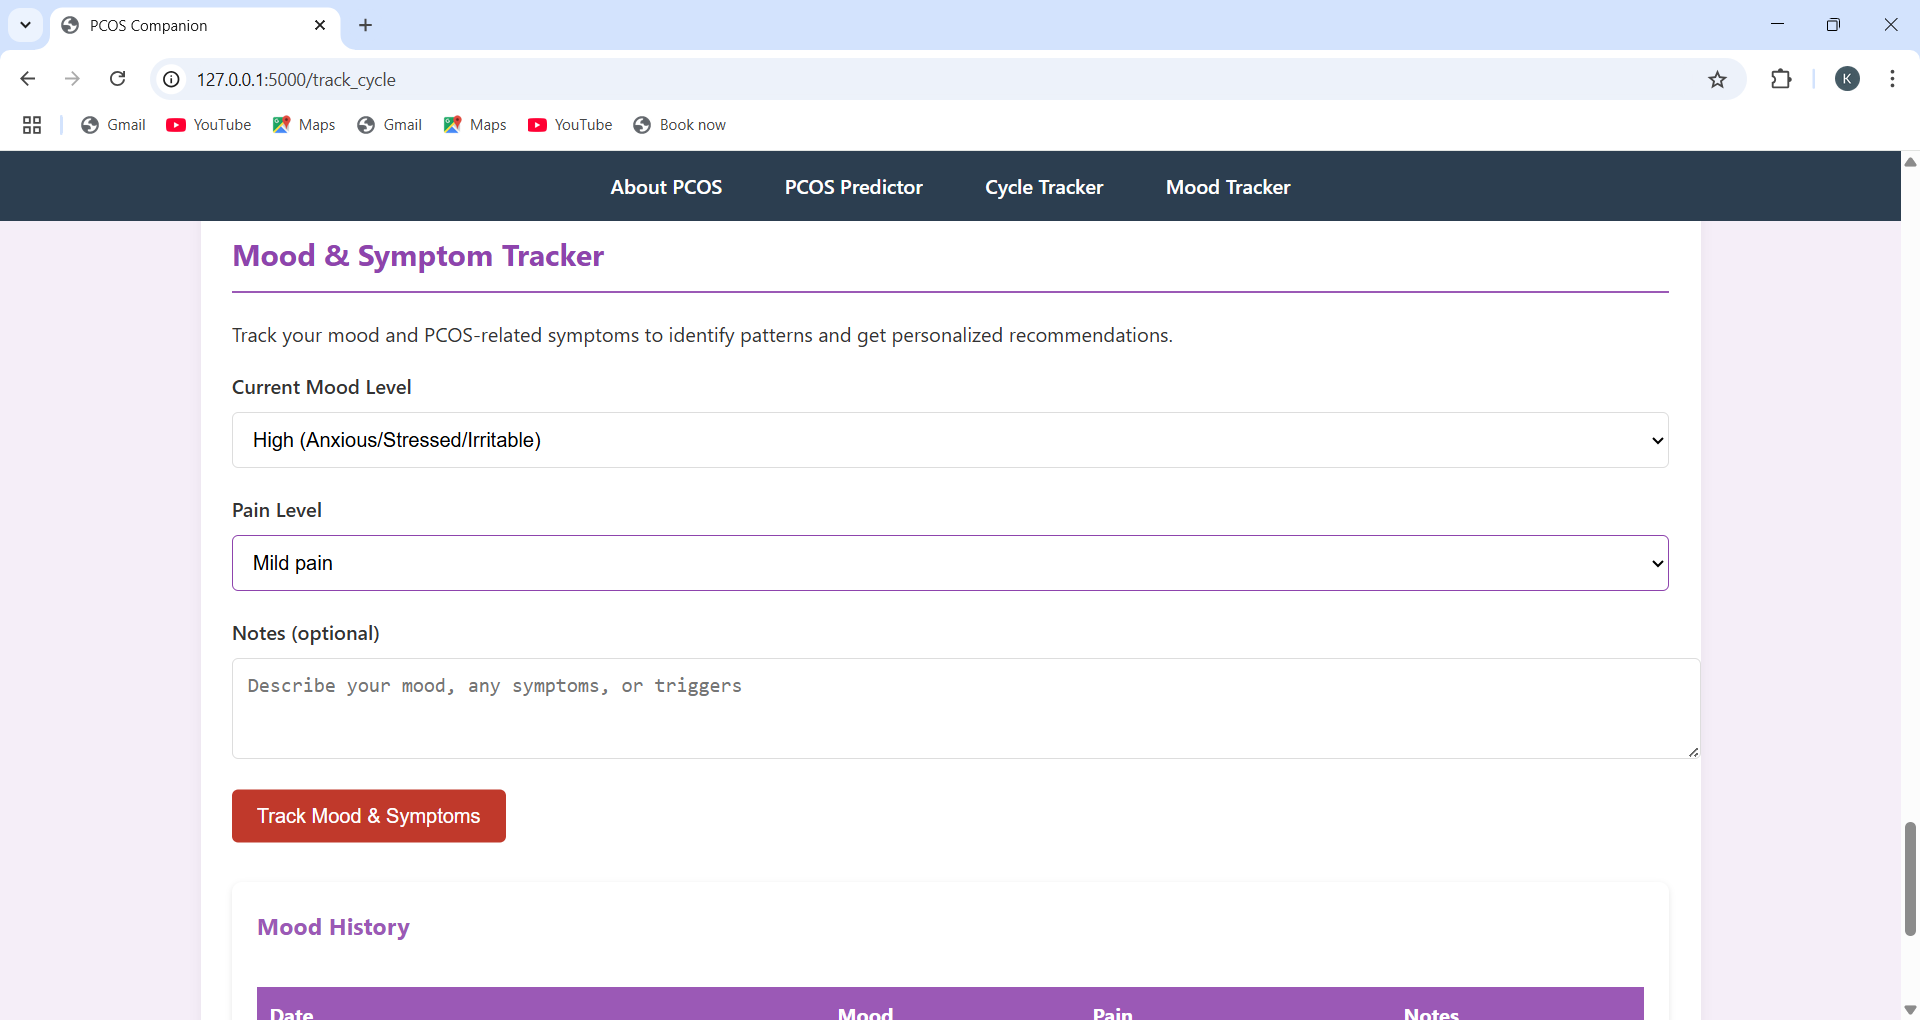 PCOS Companion
127.0.0.1:5000/track_cycle
K
Gmail YouTube Maps Gmail Maps YouTube Book now
About PCOS PCOS Predictor Cycle Tracker Mood Tracker
Mood & Symptom Tracker
Track your mood and PCOS-related symptoms to identify patterns and get personalized recommendations.
Current Mood Level
High (Anxious/Stressed/Irritable)
Pain Level
Mild pain
Notes (optional)
Describe your mood, any symptoms, or triggers
Track Mood & Symptoms
Mood History
Date Mood Pain Notes